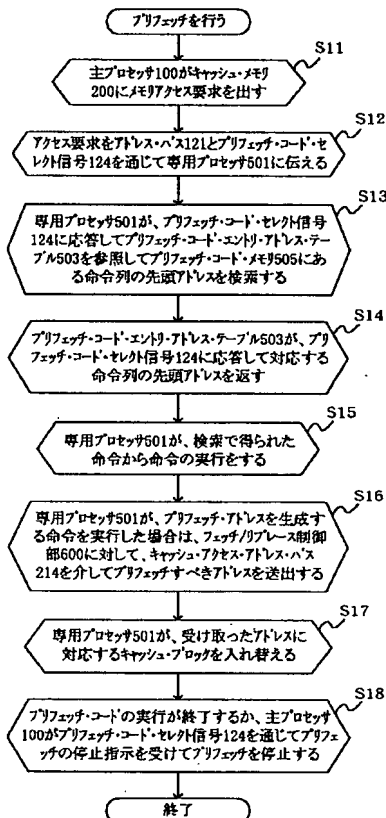 プリフェッチを行う
S11
主プロセッサ100がキャッシュ・メモリ
200にメモリアクセス要求を出す
S12
アクセス要求をアドレス・バス121とプリフェッチ・コード・セ
レクト信号124を通じて専用プロセッサ501に伝える
S13
専用プロセッサ501が、プリフェッチ・コード・セレクト信号
124に応答してプリフェッチ・コード・エントリ・アドレス・テー
ブル503を参照してプリフェッチ・コード・メモリ505にあ
る命令列の先頭アドレスを検索する
S14
プリフェッチ・コード・エントリ・アドレス・テーブル503が、プリ
フェッチ・コード・セレクト信号124に応答して対応する
命令列の先頭アドレスを返す
S15
専用プロセッサ501が、検索で得られた
命令から命令の実行をする
S16
専用プロセッサ501が、プリフェッチ・アドレスを生成す
る命令を実行した場合は、フェッチ/リプレース制御
部600に対して、キャッシュ・アクセス・アドレス・バス
214を介してプリフェッチすべきアドレスを送出する
S17
専用プロセッサ501が、受け取ったアドレスに
対応するキャッシュ・ブロックを入れ替える
S18
プリフェッチ・コードの実行が終了するか、主プロセッサ
100がプリフェッチ・コード・セレクト信号124を通じてプリフェ
ッチの停止指示を受けてプリフェッチを停止する
終了